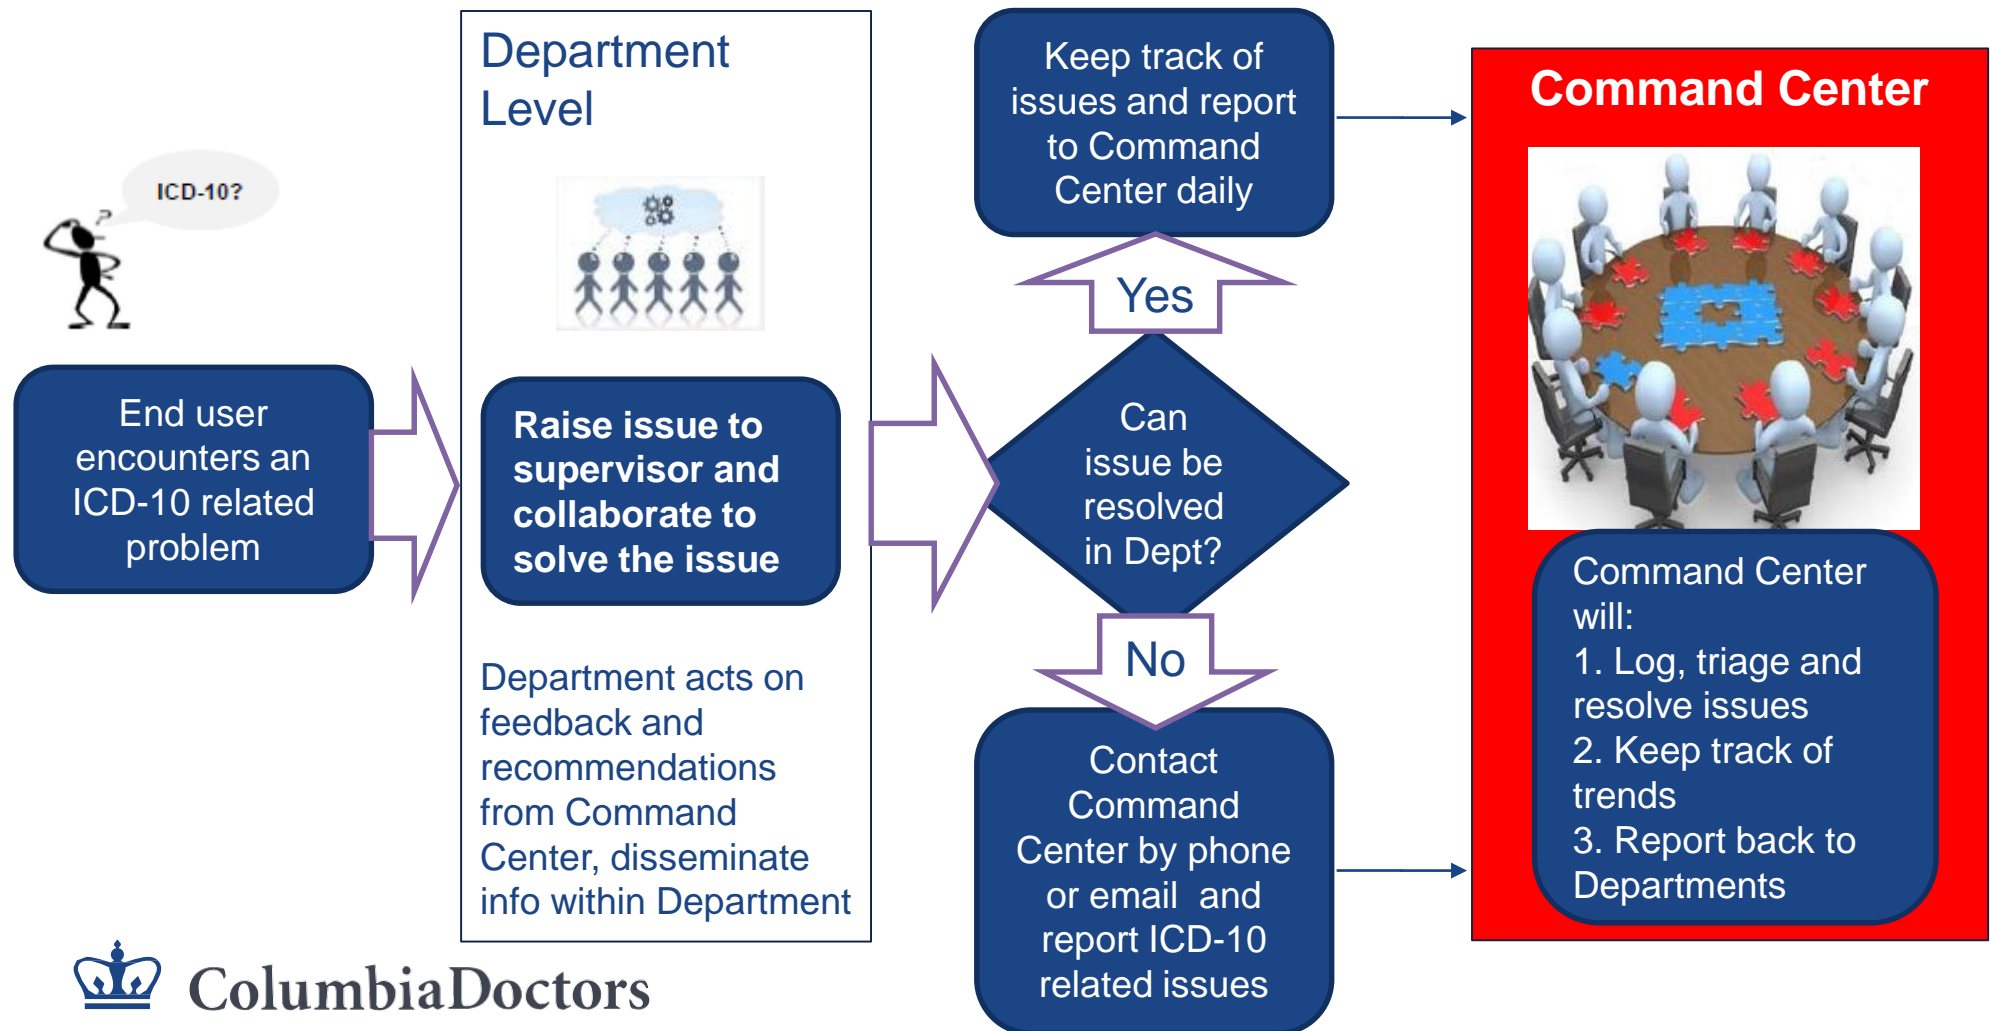 ICD-10?
End user
encounters an
ICD-10 related
problem
Department
Level
Raise issue to
supervisor and
collaborate to
solve the issue
Department acts on
feedback and
recommendations
from Command
Center, disseminate
info within Department
Keep track of
issues and report
to Command
Center daily
Yes
Can
issue be
resolved
in Dept?
No
Contact
Command
Center by phone
or email and
report ICD-10
related issues
Command Center
Command Center
will:
1. Log, triage and
resolve issues
2. Keep track of
trends
3. Report back to
Departments
ColumbiaDoctors